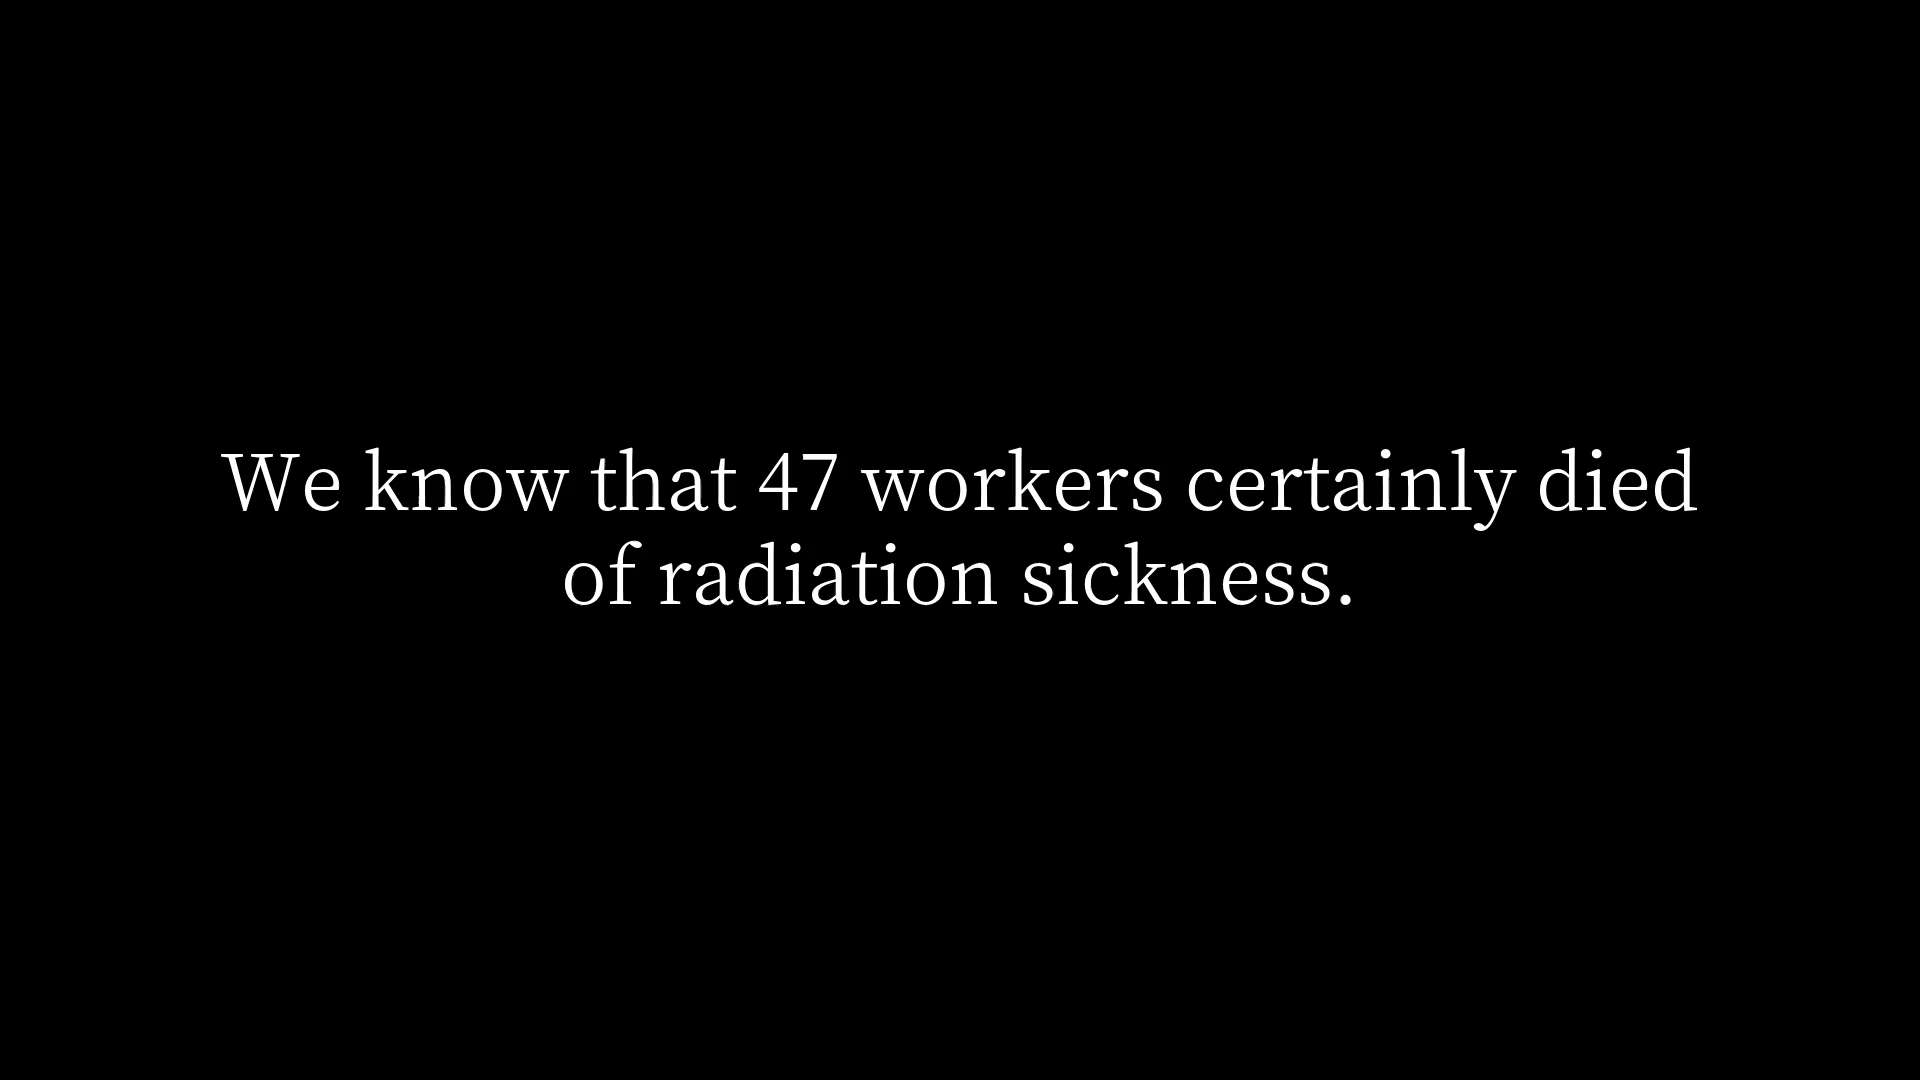 We know that 47 workers certainly died
of radiation sickness.